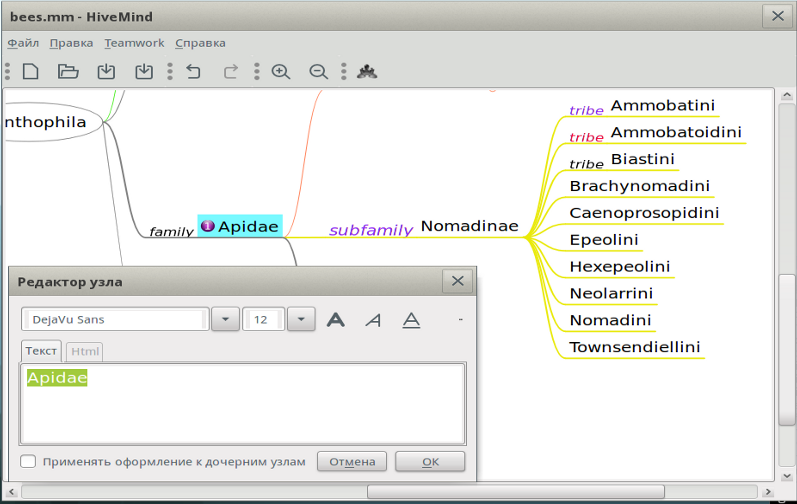 bees.mm - HiveMind
Файл Правка Teamwork Справка
nthophila
family Apidae
subfamily Nomadinae
tribe Ammobatini
tribe Ammobatoidini
tribe Biastini
Brachynomadini
Caenoprosopidini
Epeolini
Hexepeolini
Neolarrini
Nomadini
Townsendiellini
Редактор узла
DeJaVu Sans 12 A A A -
Текст Html
Apidae
Применять оформление к дочерним узлам Отмена OK